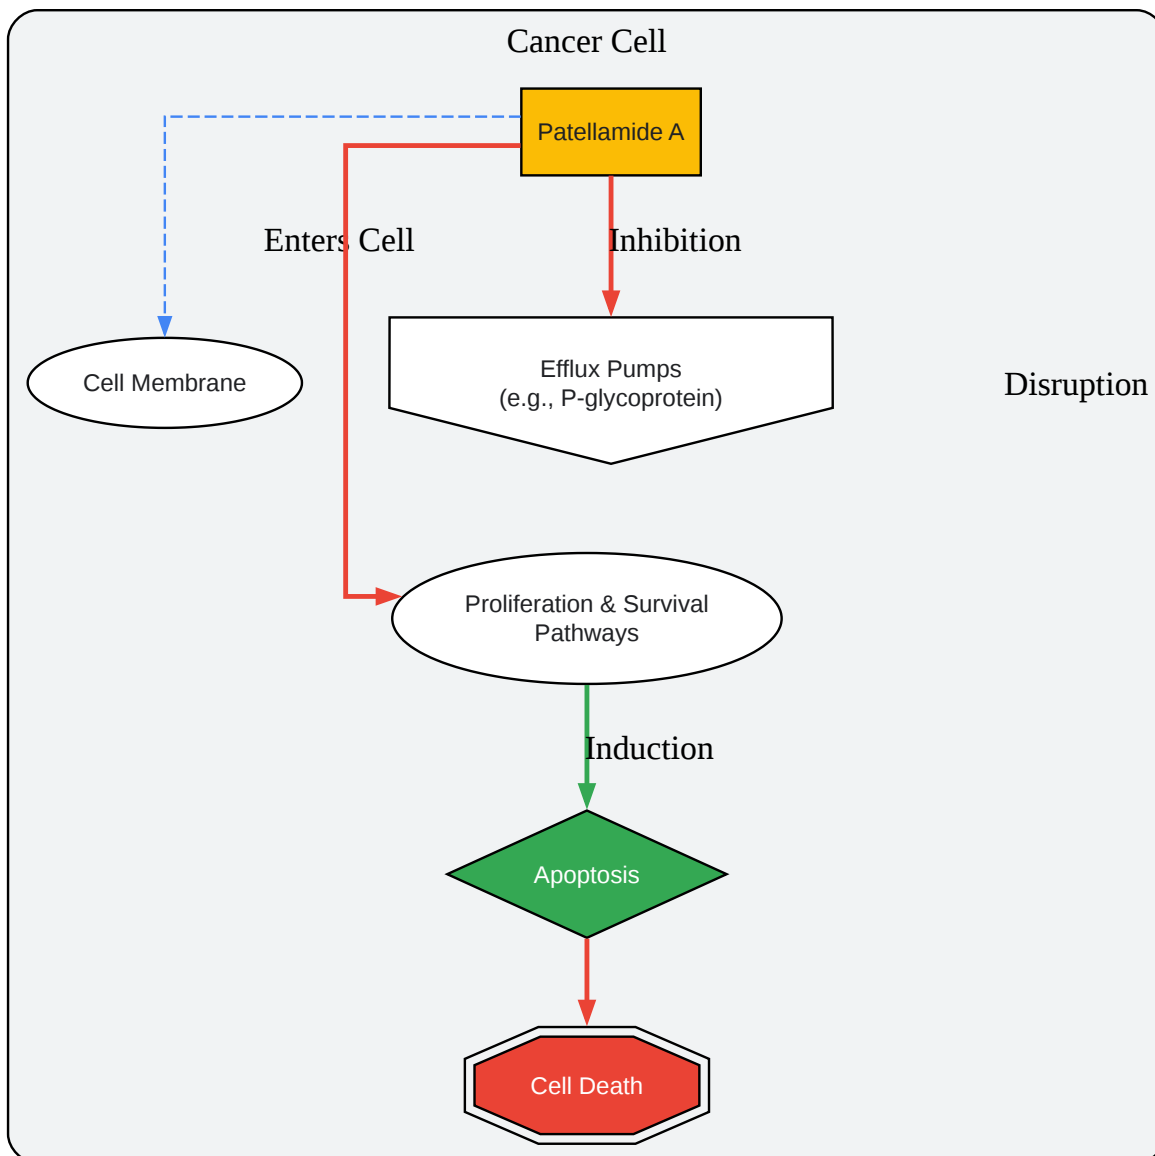 Cancer Cell
Patellamide A
Enters Cell
Inhibition
Efflux Pumps
(e.g., P-glycoprotein)
Cell Membrane
Disruption
Proliferation & Survival
Pathways
Induction
Apoptosis
Cell Death